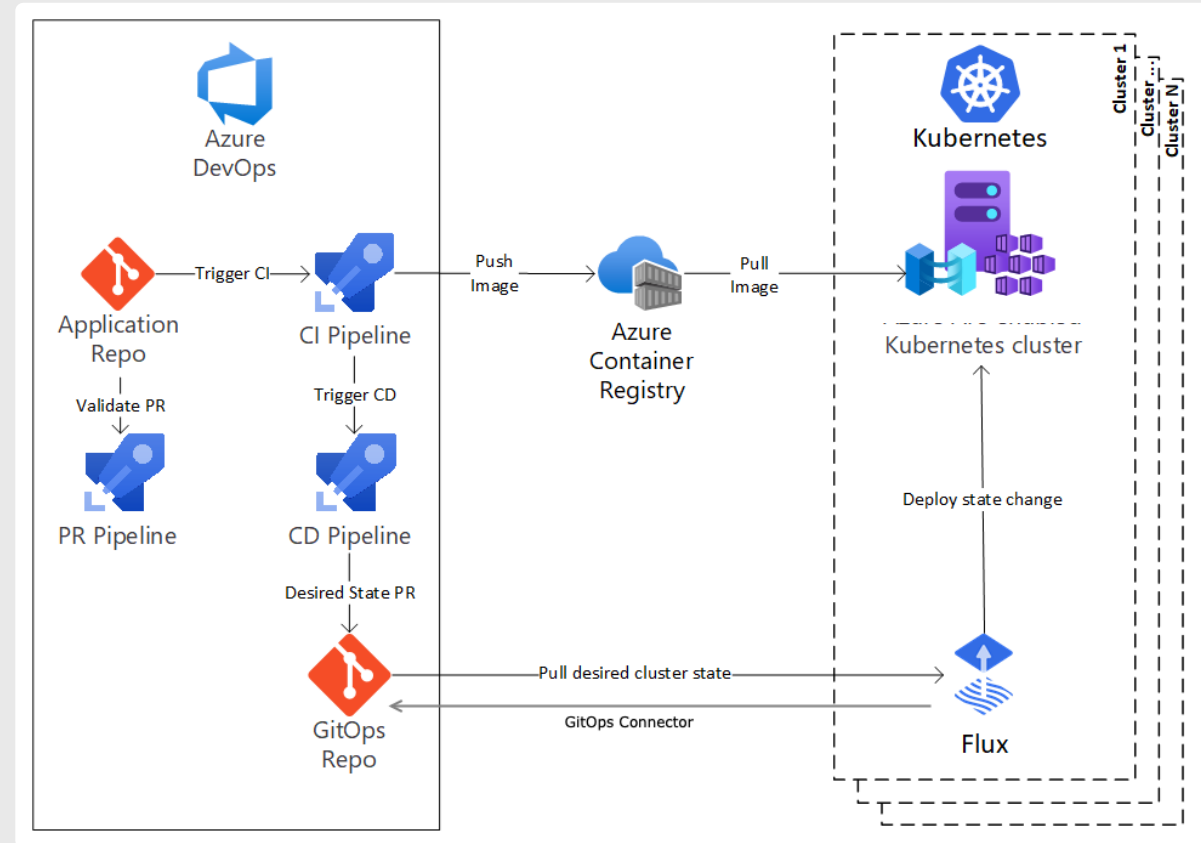 Azure
DevOps
Application
Repo
Trigger CI
CI Pipeline
Push
Image
Azure
Container
Registry
Pull
Image
Kubernetes
Kubernetes cluster
Cluster 1
Cluster ...
Cluster N
Validate PR
PR Pipeline
Trigger CD
CD Pipeline
Desired State PR
GitOps
Repo
Pull desired cluster state
GitOps Connector
Deploy state change
Flux